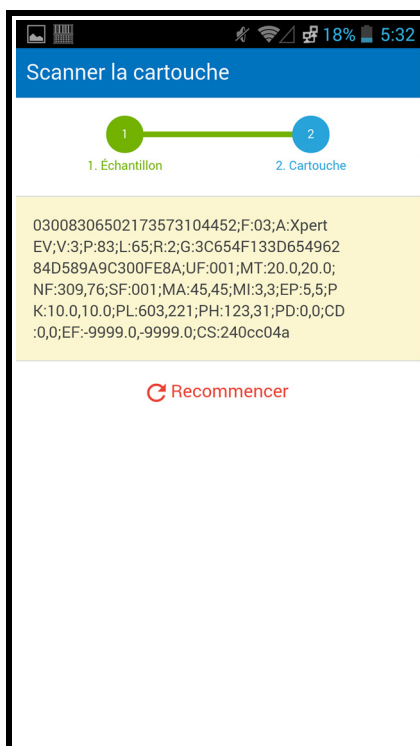 18% 5:32
Scanner la cartouche
1 2
1. Échantillon 2. Cartouche
03008306502173573104452;F:03;A:Xpert
EV;V:3;P:83;L:65;R:2;G:3C654F133D654962
84D589A9C300FE8A;UF:001;MT:20.0,20.0;
NF:309,76;SF:001;MA:45,45;MI:3,3;EP:5,5;P
K:10.0,10.0;PL:603,221;PH:123,31;PD:0,0;CD
:0,0;EF:-9999.0,-9999.0;CS:240cc04a
Recommencer